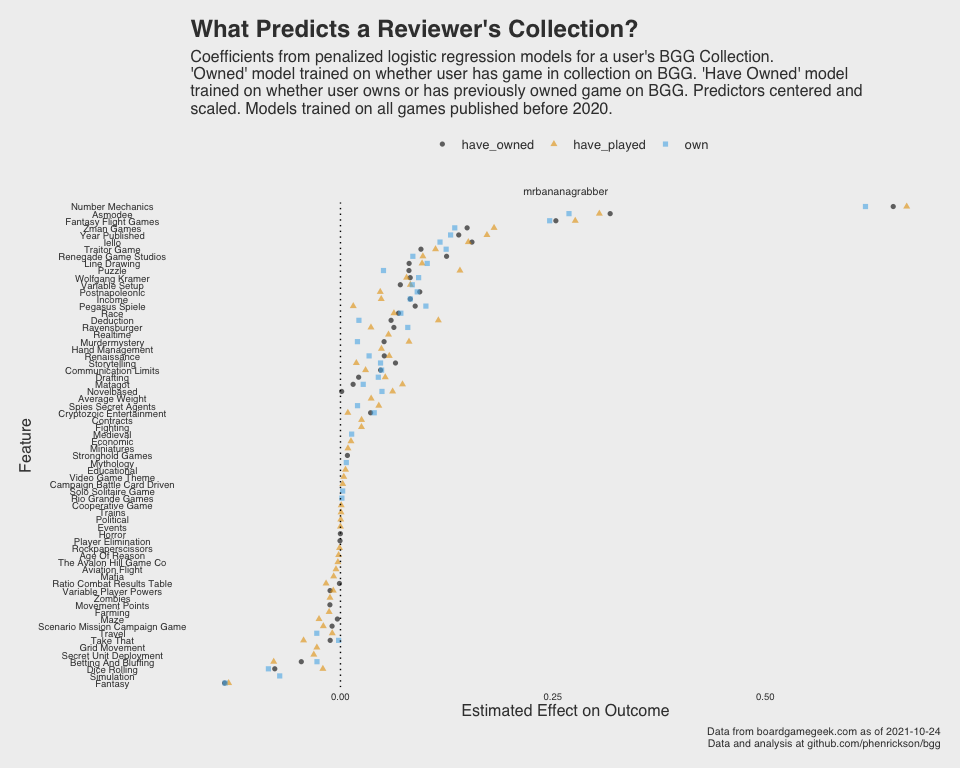 What Predicts a Reviewer's Collection?
Coefficients from penalized logistic regression models for a user's BGG Collection.
'Owned' model trained on whether user has game in collection on BGG. 'Have Owned' model
trained on whether user owns or has previously owned game on BGG. Predictors centered and
scaled. Models trained on all games published before 2020.
have_owned have_played own
mrbananagrabber
Number Mechanics
Asmodee
Fantasy Flight Games
Zman Games
Year Published
Iello
Traitor Game
Renegade Game Studios
Line Drawing
Puzzle
Wolfgang Kramer
Variable Setup
Postnapoleonic
Income
Pegasus Spiele
Race
Deduction
Ravensburger
Realtime
Murdermystery
Hand Management
Renaissance
Storytelling
Communication Limits
Drafting
Matagot
Novelbased
Average Weight
Spies Secret Agents
Cryptozoic Entertainment
Contracts
Fighting
Medieval
Economic
Miniatures
Stronghold Games
Mythology
Educational
Video Game Theme
Campaign Battle Card Driven
Solo Solitaire Game
Rio Grande Games
Cooperative Game
Trains
Political
Events
Horror
Player Elimination
Rockpaperscissors
Age Of Reason
The Avalon Hill Game Co
Aviation Flight
Mafia
Ratio Combat Results Table
Variable Player Powers
Zombies
Movement Points
Farming
Maze
Scenario Mission Campaign Game
Travel
Take That
Grid Movement
Secret Unit Deployment
Betting And Bluffing
Dice Rolling
Simulation
Fantasy
Feature
0.00 0.25 0.50
Estimated Effect on Outcome
Data from boardgamegeek.com as of 2021-10-24
Data and analysis at github.com/phenrickson/bgg